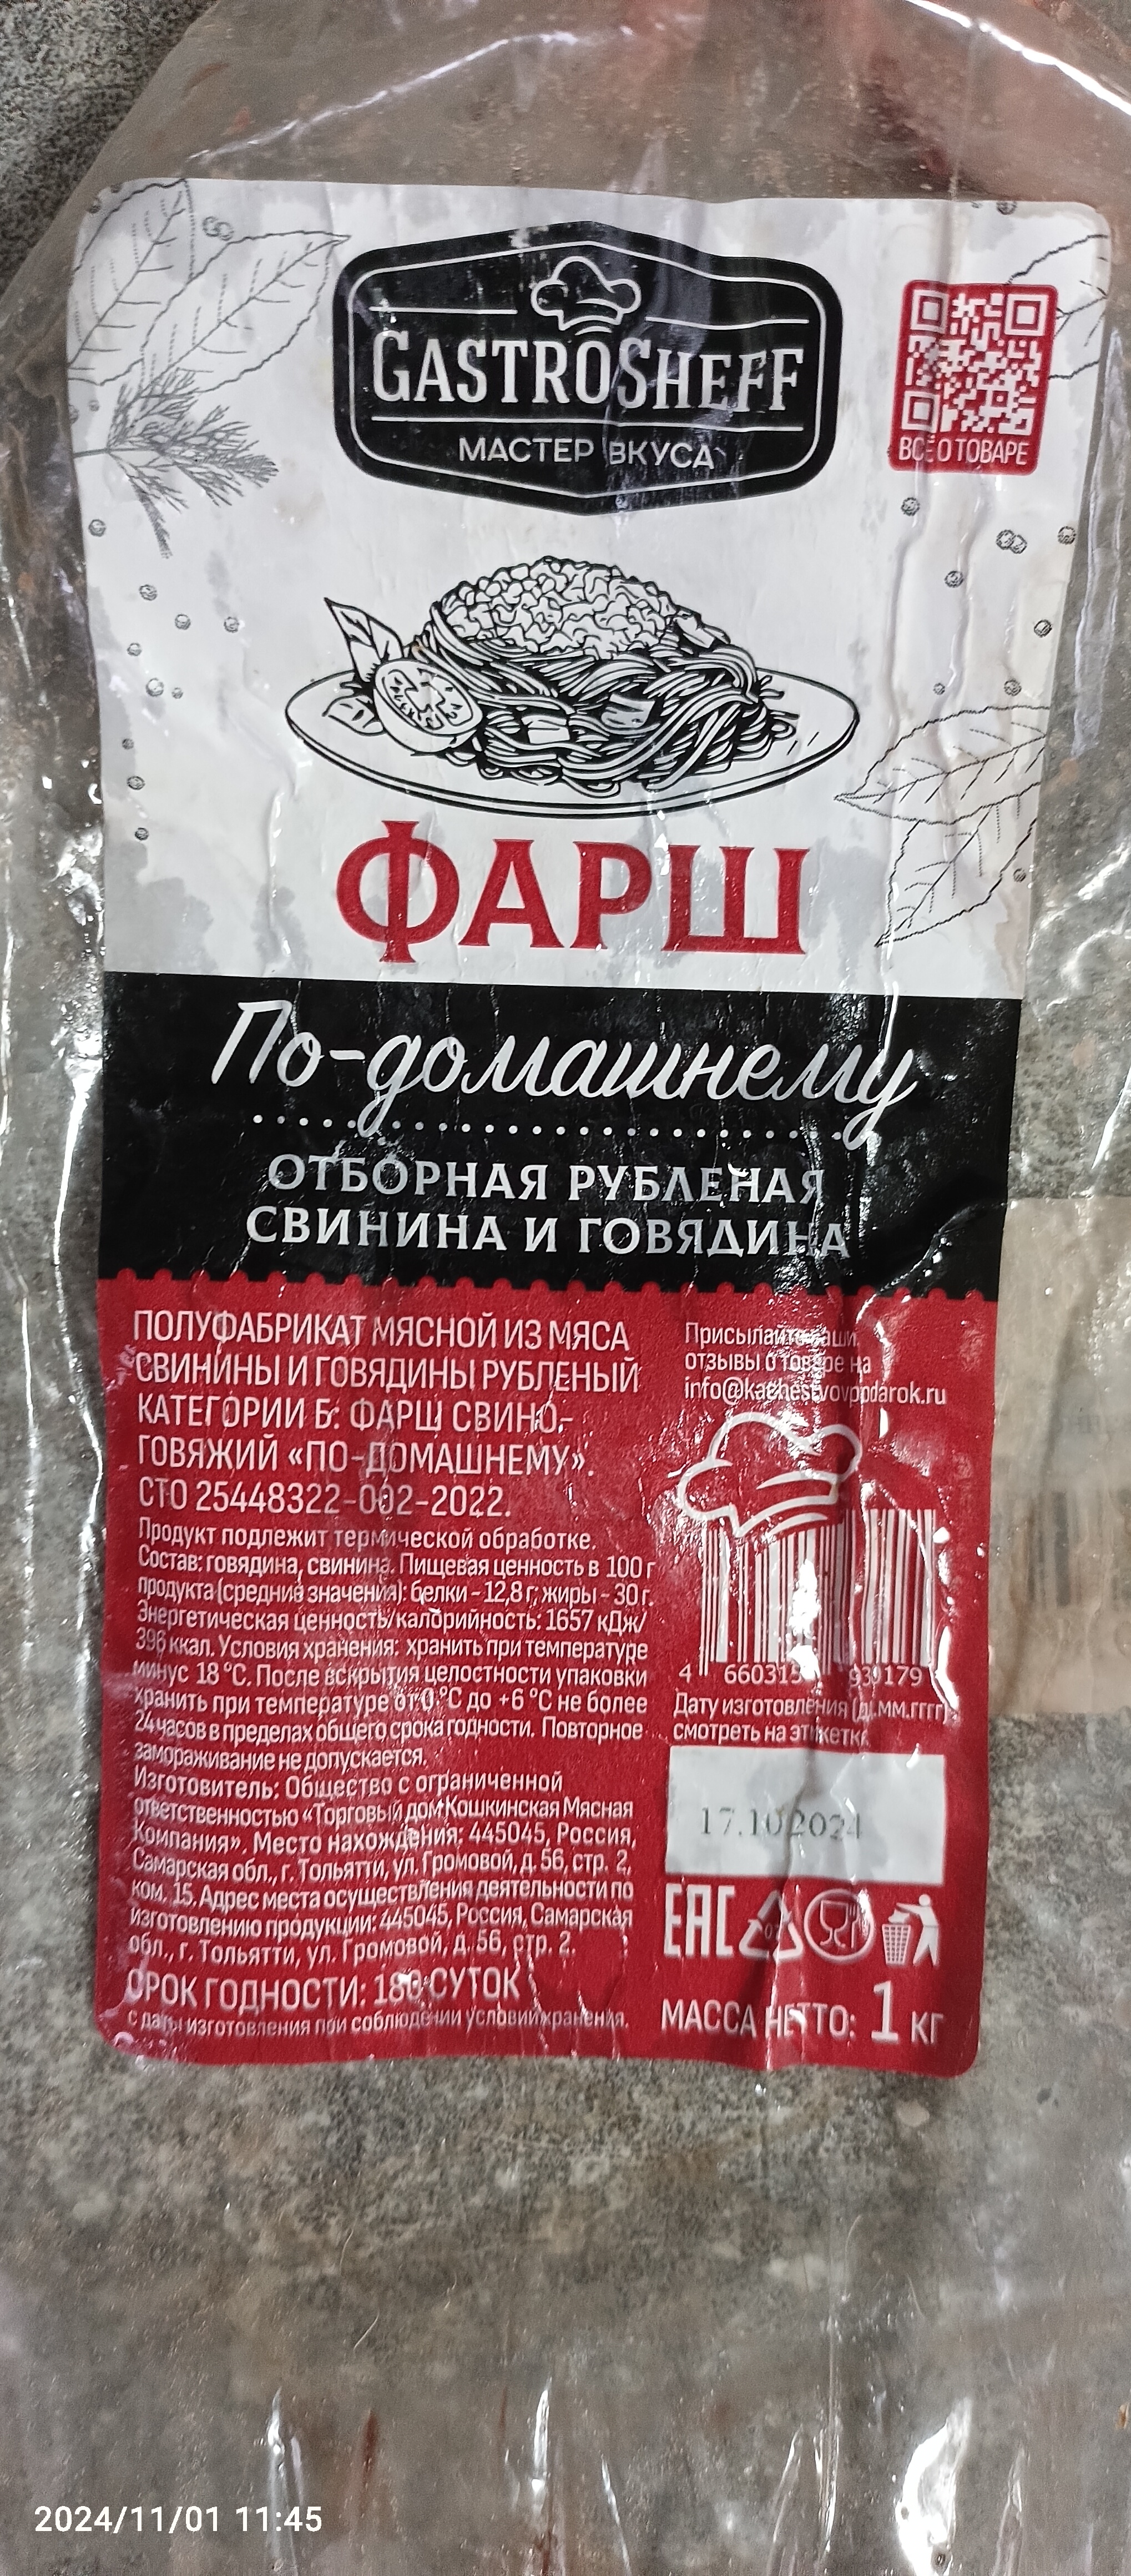 GASTROSHEFF
МАСТЕР ВКУСА
ВСЁ О ТОВАРЕ
ФАРШ
По-домашнему
ОТБОРНАЯ РУБЛЕНАЯ
СВИНИНА И ГОВЯДИНА
ПОЛУФАБРИКАТ МЯСНОЙ ИЗ МЯСА
СВИНИНЫ И ГОВЯДИНЫ РУБЛЕНЫЙ
КАТЕГОРИИ Б: ФАРШ СВИНО-
ГОВЯЖИЙ «ПО-ДОМАШНЕМУ».
СТО 25448322-002-2022.
Продукт подлежит термической обработке.
Состав: говядина, свинина. Пищевая ценность в 100 г
продукта (средние значения): белки - 12,8 г, жиры - 30 г.
Энергетическая ценность/калорийность: 1657 кДж/
396 ккал. Условия хранения: хранить при температуре
минус 18 °С. После вскрытия целостности упаковки
хранить при температуре от 0 °С до +6 °С не более
24 часов в пределах общего срока годности. Повторное
замораживание не допускается.
Изготовитель: Общество с ограниченной
ответственностью «Торговый дом Кошкинская Мясная
Компания». Место нахождения: 445045, Россия,
Самарская обл., г. Тольятти, ул. Громовой, д. 56, стр. 2,
ком. 15. Адрес места осуществления деятельности по
изготовлению продукции: 445045, Россия, Самарская
обл., г. Тольятти, ул. Громовой, д. 56, стр. 2.
СРОК ГОДНОСТИ: 180 СУТОК
с даты изготовления при соблюдении условий хранения.
Присылайте ваши
отзывы о товаре на
info@kachestvovpodarok.ru
4 660315 939179
Дату изготовления (дд.мм.гггг)
смотреть на этикетке
17.10.2024
EAC
МАССА НЕТТО: 1 КГ
2024/11/01 11:45